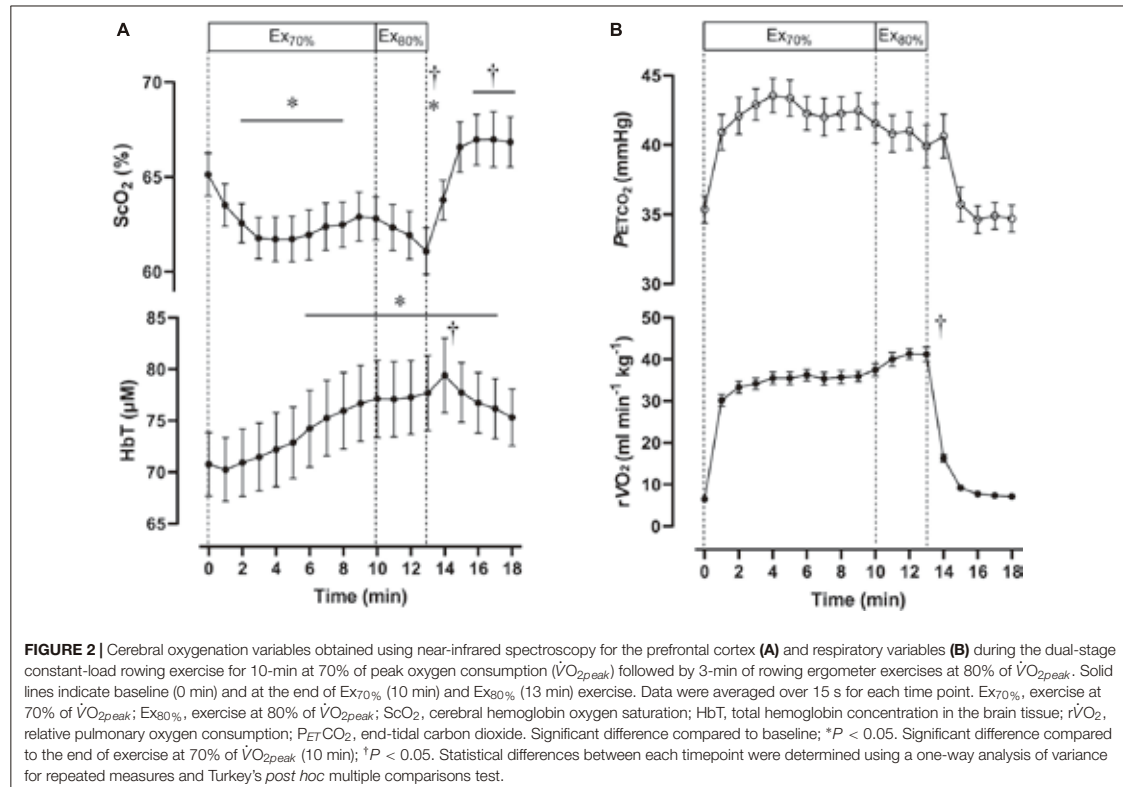 A
Ex70%
Ex80%
†
*
*
†
70
65
60
ScO2 (%)
*
†
85
80
75
70
65
HbT (µM)
0 2 4 6 8 10 12 14 16 18
Time (min)
B
Ex70%
Ex80%
45
40
35
30
PETCO2 (mmHg)
†
50
40
30
20
10
0
rVO2 (ml min-1 kg-1)
0 2 4 6 8 10 12 14 16 18
Time (min)
FIGURE 2 | Cerebral oxygenation variables obtained using near-infrared spectroscopy for the prefrontal cortex (A) and respiratory variables (B) during the dual-stage
constant-load rowing exercise for 10-min at 70% of peak oxygen consumption (V̇O2peak) followed by 3-min of rowing ergometer exercises at 80% of V̇O2peak. Solid
lines indicate baseline (0 min) and at the end of Ex70% (10 min) and Ex80% (13 min) exercise. Data were averaged over 15 s for each time point. Ex70%, exercise at
70% of V̇O2peak; Ex80%, exercise at 80% of V̇O2peak; ScO2, cerebral hemoglobin oxygen saturation; HbT, total hemoglobin concentration in the brain tissue; rV̇O2,
relative pulmonary oxygen consumption; PETCO2, end-tidal carbon dioxide. Significant difference compared to baseline; *P < 0.05. Significant difference compared
to the end of exercise at 70% of V̇O2peak (10 min); †P < 0.05. Statistical differences between each timepoint were determined using a one-way analysis of variance
for repeated measures and Turkey's post hoc multiple comparisons test.